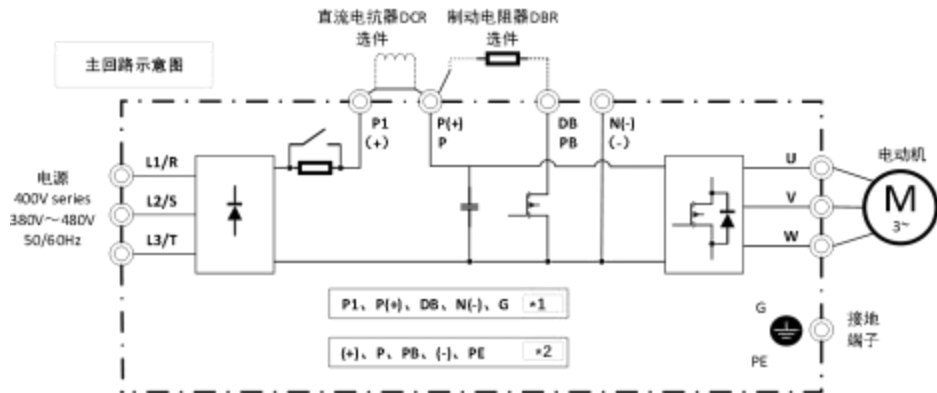 直流电抗器DCR
选件
制动电阻器DBR
选件
主回路示意图
P1
(+)
P(+)
P
DB
PB
N(-)
(-)
电源
400V series
380V～480V
50/60Hz
L1/R
L2/S
L3/T
U
V
W
电动机
M
3~
P1、P(+)、DB、N(-)、G *1
(+)、P、PB、(-)、PE *2
G
PE
接地
端子